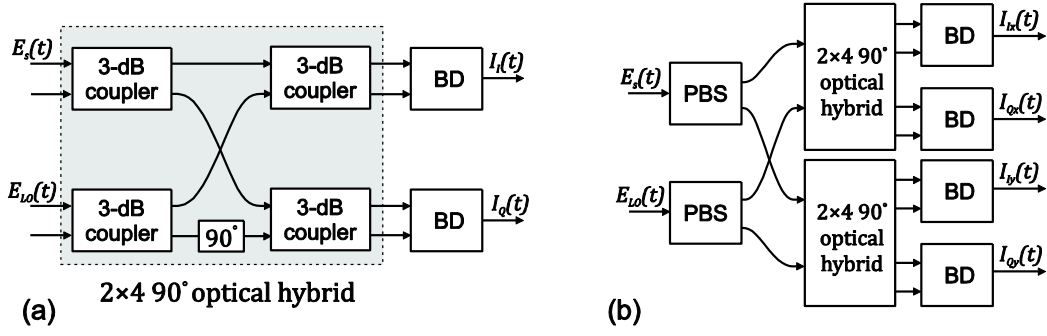 E_s(t)
3-dB
coupler
3-dB
coupler
BD
I_I(t)
E_LO(t)
3-dB
coupler
90°
3-dB
coupler
BD
I_Q(t)
2×4 90° optical hybrid
(a)
E_s(t)
PBS
2×4 90°
optical
hybrid
BD
I_Ix(t)
BD
I_Qx(t)
E_LO(t)
PBS
2×4 90°
optical
hybrid
BD
I_Iy(t)
BD
I_Qy(t)
(b)